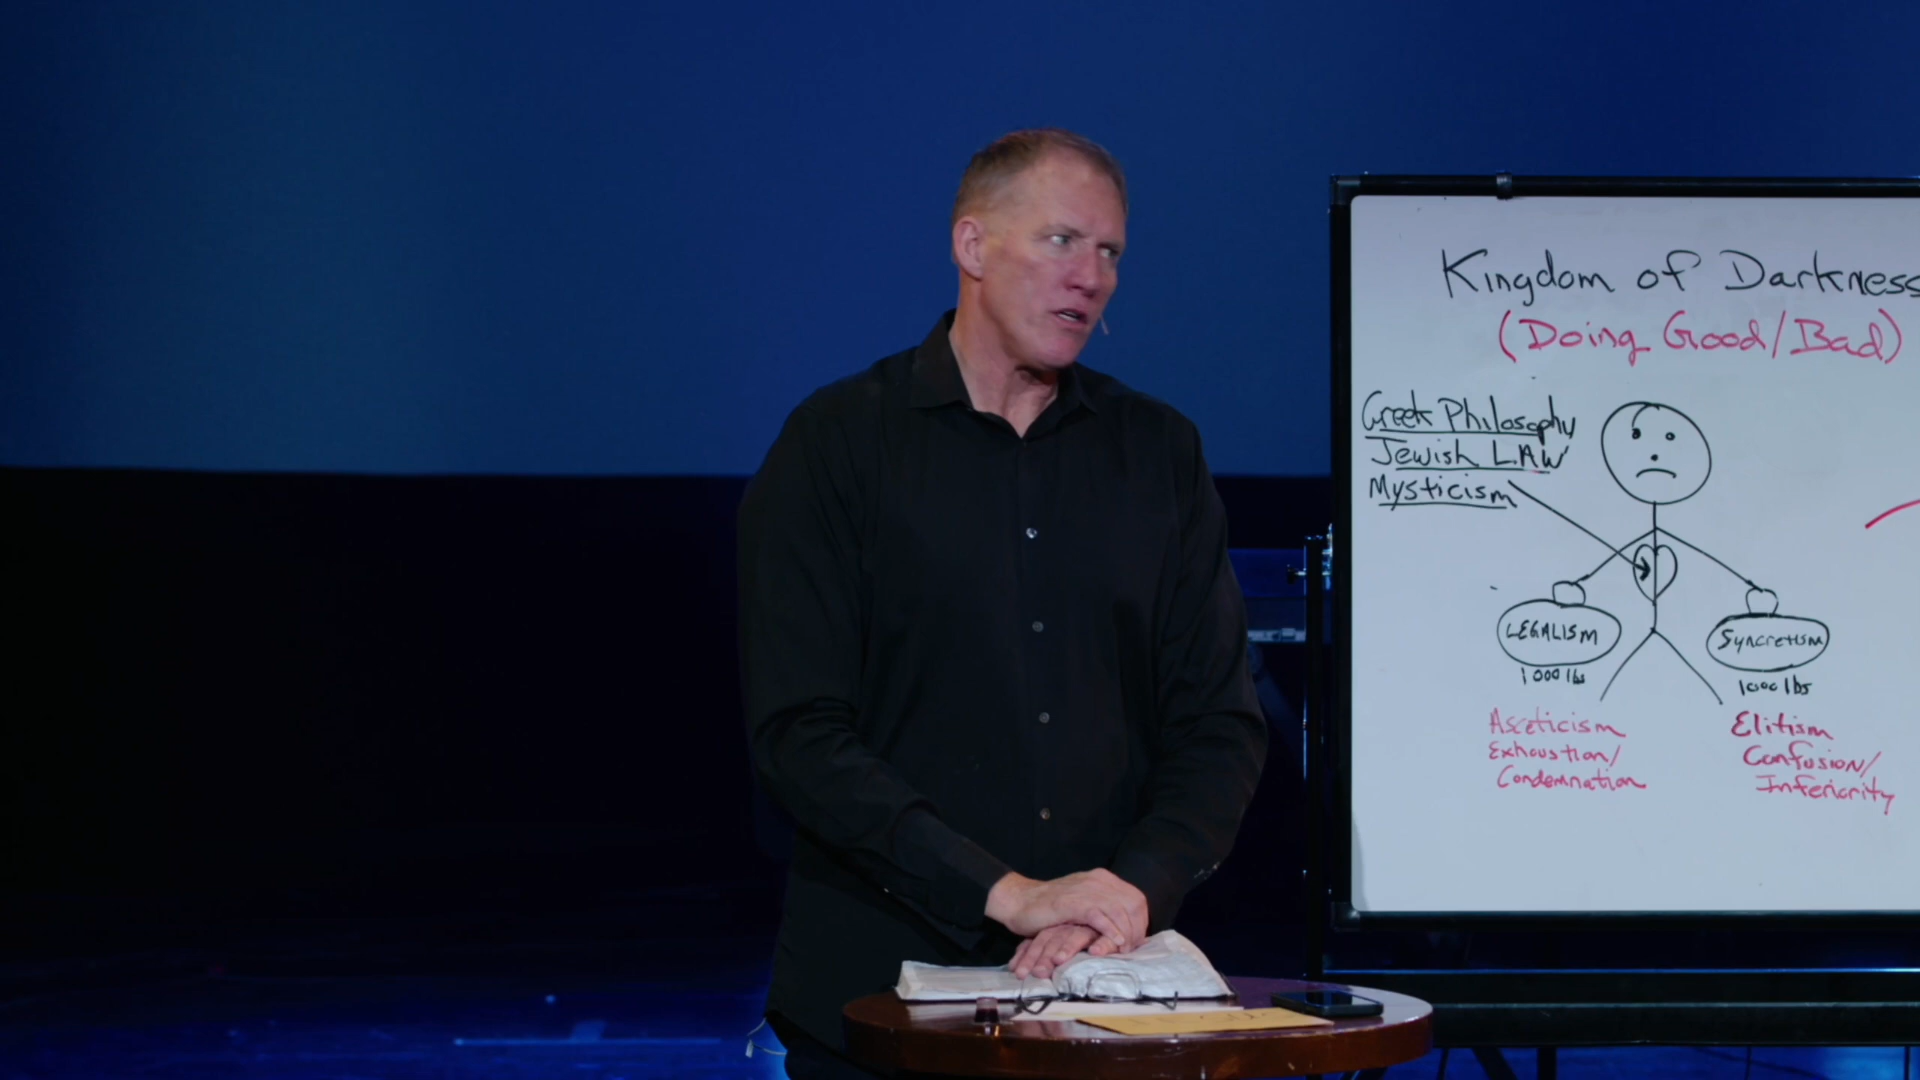 Kingdom of Darkness
(Doing Good/Bad)
Greek Philosophy
Jewish LAW
Mysticism
LEGALISM
1000 lbs
Syncretism
1000 lbs
Asceticism
Exhaustion/
Condemnation
Elitism
Confusion/
Inferiority